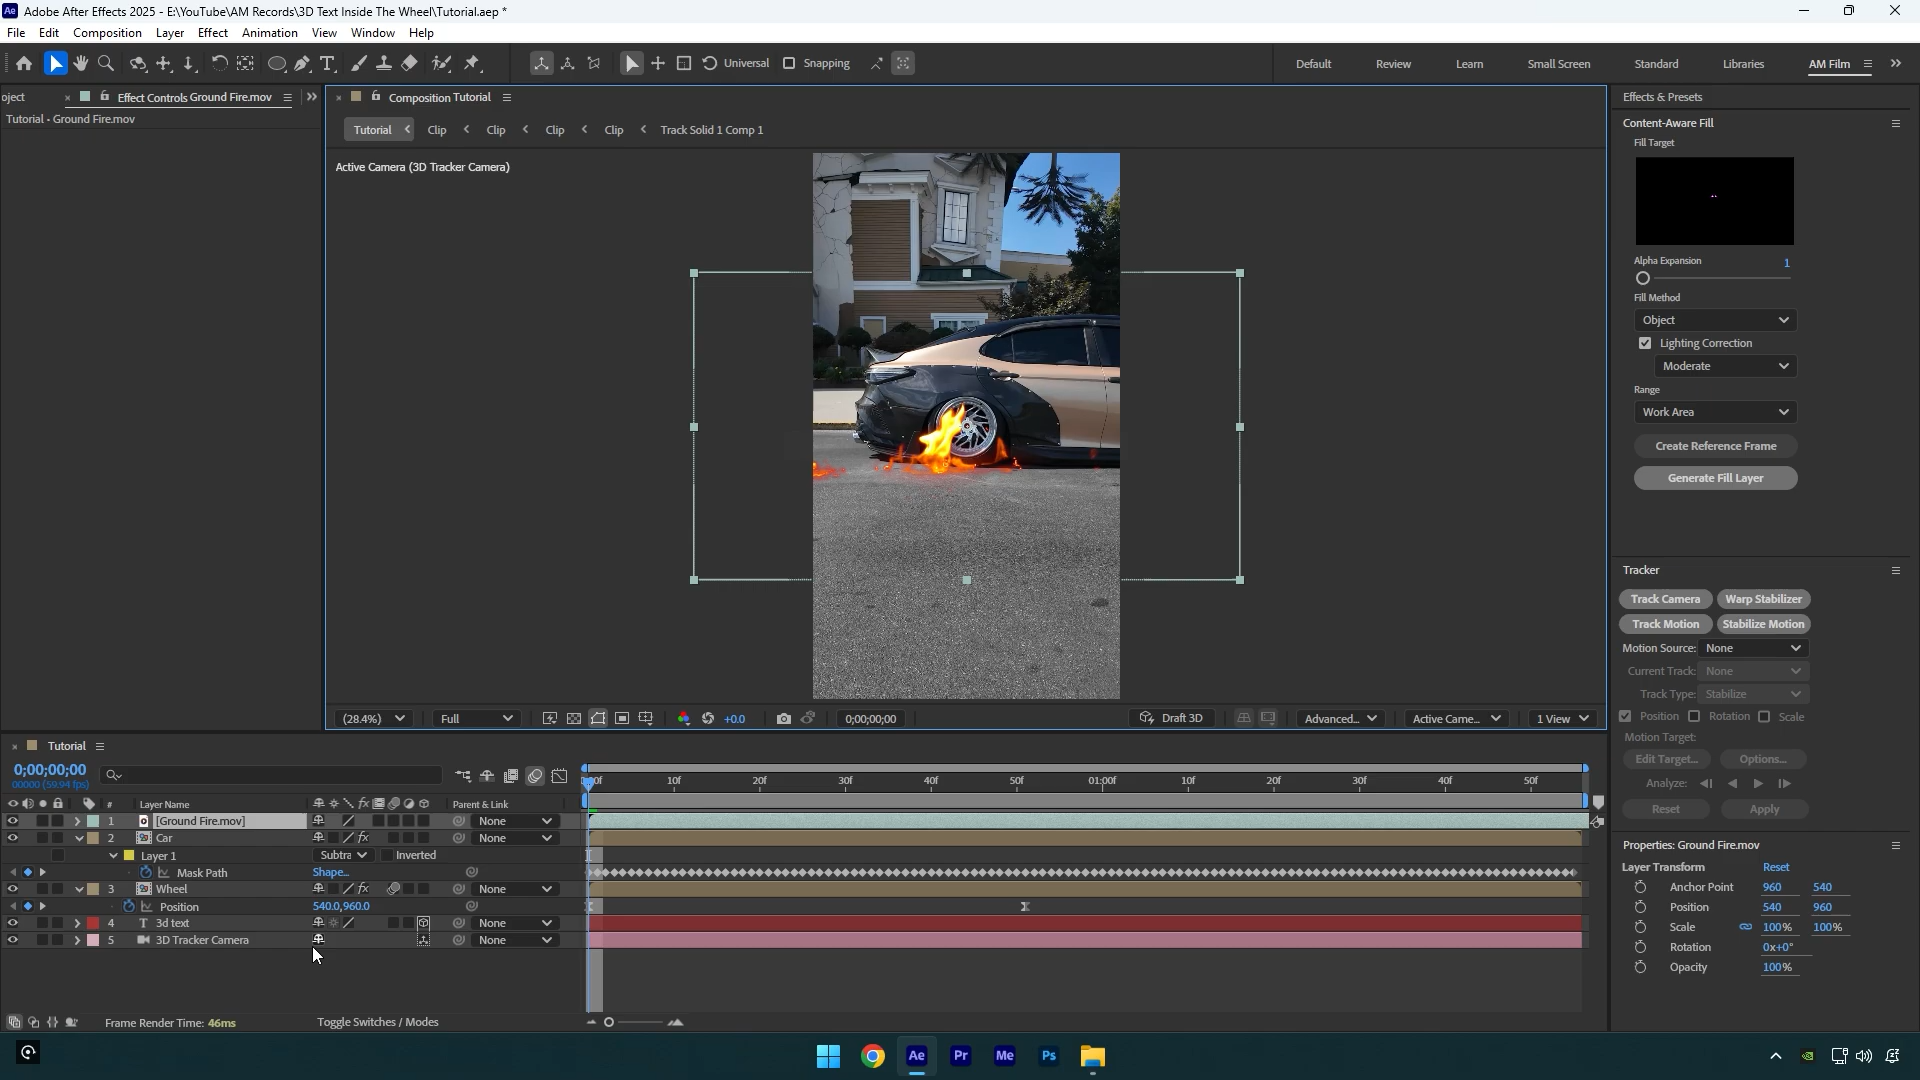 Adobe After Effects 2025 - E:\YouTube\AM Records\3D Text Inside The Wheel\Tutorial.aep *
File Edit Composition Layer Effect Animation View Window Help
Universal Snapping Default Review Learn Small Screen Standard Libraries AM Film
oject Effect Controls Ground Fire.mov
Tutorial • Ground Fire.mov
Composition Tutorial
Tutorial Clip Clip Clip Clip Track Solid 1 Comp 1
Active Camera (3D Tracker Camera)
(28.4%) Full +0.0 0;00;00;00 Draft 3D Advanced... Active Came... 1 View
Effects & Presets
Content-Aware Fill
Fill Target
Alpha Expansion 1
Fill Method
Object
Lighting Correction
Moderate
Range
Work Area
Create Reference Frame
Generate Fill Layer
Tracker
Track Camera Warp Stabilizer
Track Motion Stabilize Motion
Motion Source: None
Current Track: None
Track Type: Stabilize
Position Rotation Scale
Motion Target:
Edit Target... Options...
Analyze:
Reset Apply
Properties: Ground Fire.mov
Layer Transform Reset
Anchor Point 960 540
Position 540 960
Scale 100% 100%
Rotation 0x+0°
Opacity 100%
Tutorial
0;00;00;00
00000 (59.94 fps)
10f 20f 30f 40f 50f 01:00f 10f 20f 30f 40f 50f
# Layer Name Parent & Link
1 [Ground Fire.mov] None
2 Car fx None
Layer 1 Subtra Inverted
Mask Path Shape...
3 Wheel fx None
Position 540.0,960.0
4 T 3d text None
5 3D Tracker Camera None
Frame Render Time: 46ms Toggle Switches / Modes
Ae Pr Me Ps